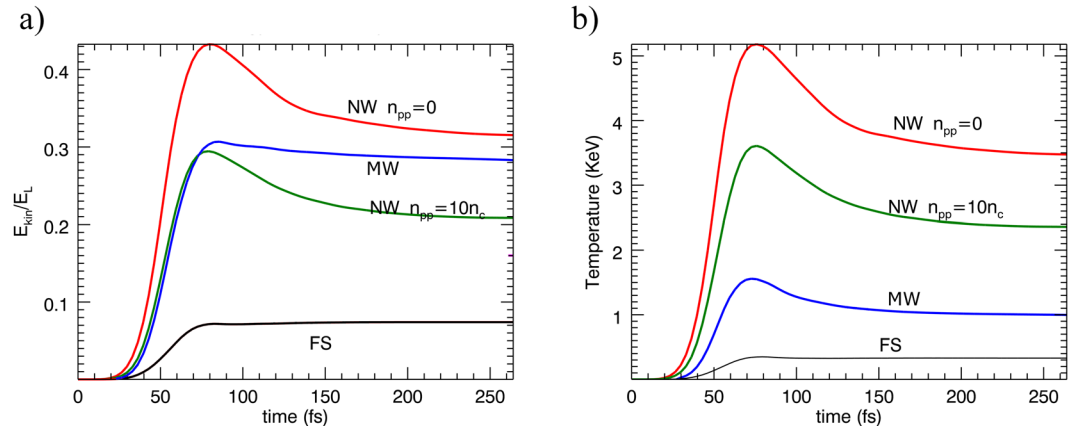 a)
0.4
0.3
0.2
0.1
E_kin/E_L
NW n_pp=0
MW
NW n_pp=10n_c
FS
0 50 100 150 200 250
time (fs)
b)
5
4
3
2
1
0
Temperature (KeV)
NW n_pp=0
NW n_pp=10n_c
MW
FS
0 50 100 150 200 250
time (fs)